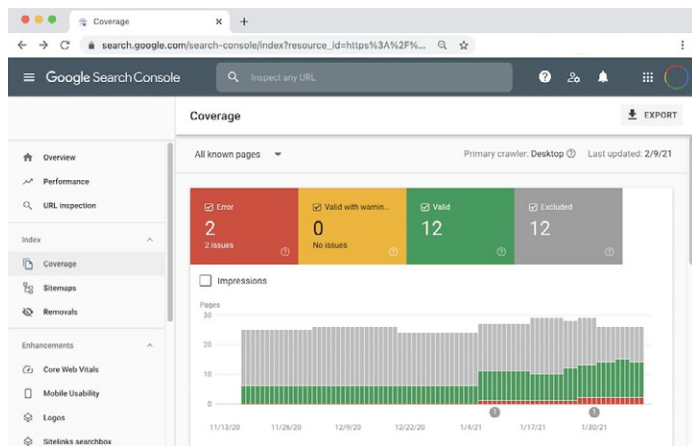 Coverage
search.google.com/search-console/index?resource_id=https%3A%2F%...
Google Search Console
Inspect any URL
Coverage
EXPORT
All known pages
Primary crawler: Desktop
Last updated: 2/9/21
Overview
Performance
URL inspection
Index
Coverage
Sitemaps
Removals
Enhancements
Core Web Vitals
Mobile Usability
Logos
Sitelinks searchbox
Error
2
2 issues
Valid with warnin...
0
No issues
Valid
12
Excluded
12
Impressions
Pages
30
20
10
0
1
1
11/13/20
11/26/20
12/9/20
12/22/20
1/4/21
1/17/21
1/30/21